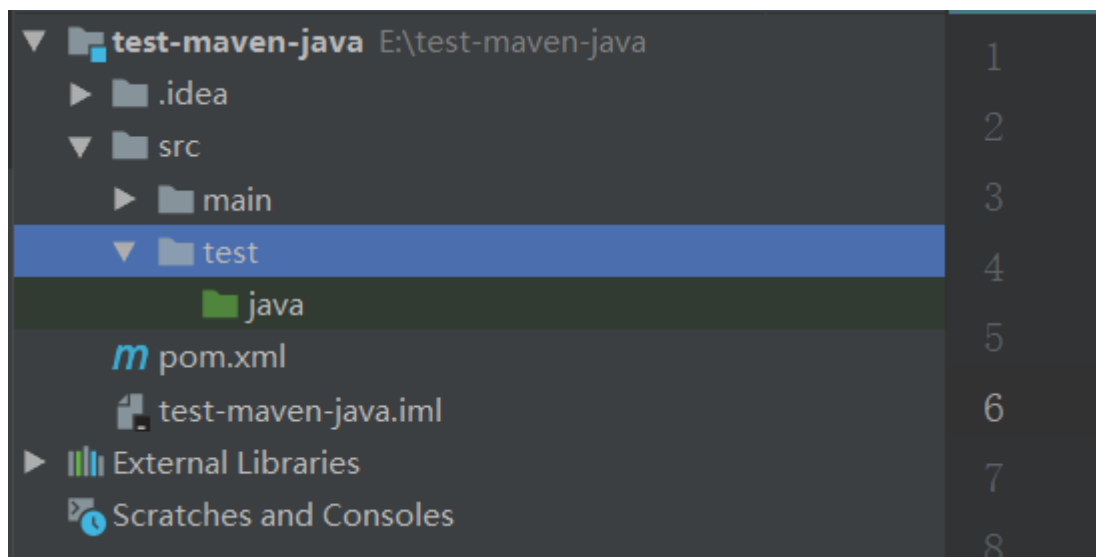 test-maven-java E:\test-maven-java
.idea
src
main
test
java
m pom.xml
test-maven-java.iml
External Libraries
Scratches and Consoles
1
2
3
4
5
6
7
8